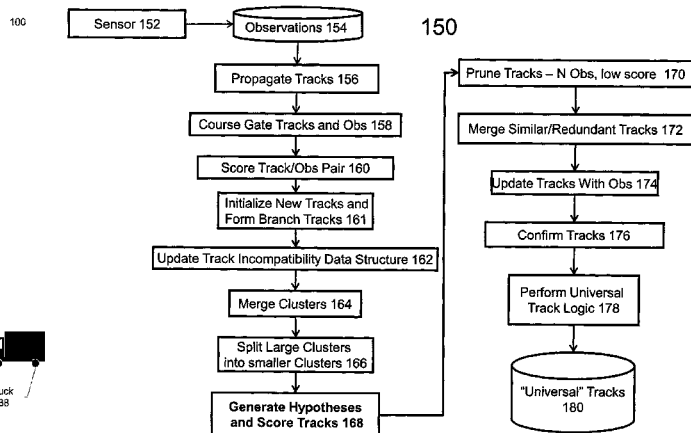 100
150
Sensor 152
Observations 154
Propagate Tracks 156
Course Gate Tracks and Obs 158
Score Track/Obs Pair 160
Initialize New Tracks and
Form Branch Tracks 161
Update Track Incompatibility Data Structure 162
Merge Clusters 164
Split Large Clusters
into smaller Clusters 166
Generate Hypotheses
and Score Tracks 168
Prune Tracks – N Obs, low score 170
Merge Similar/Redundant Tracks 172
Update Tracks With Obs 174
Confirm Tracks 176
Perform Universal
Track Logic 178
"Universal" Tracks
180